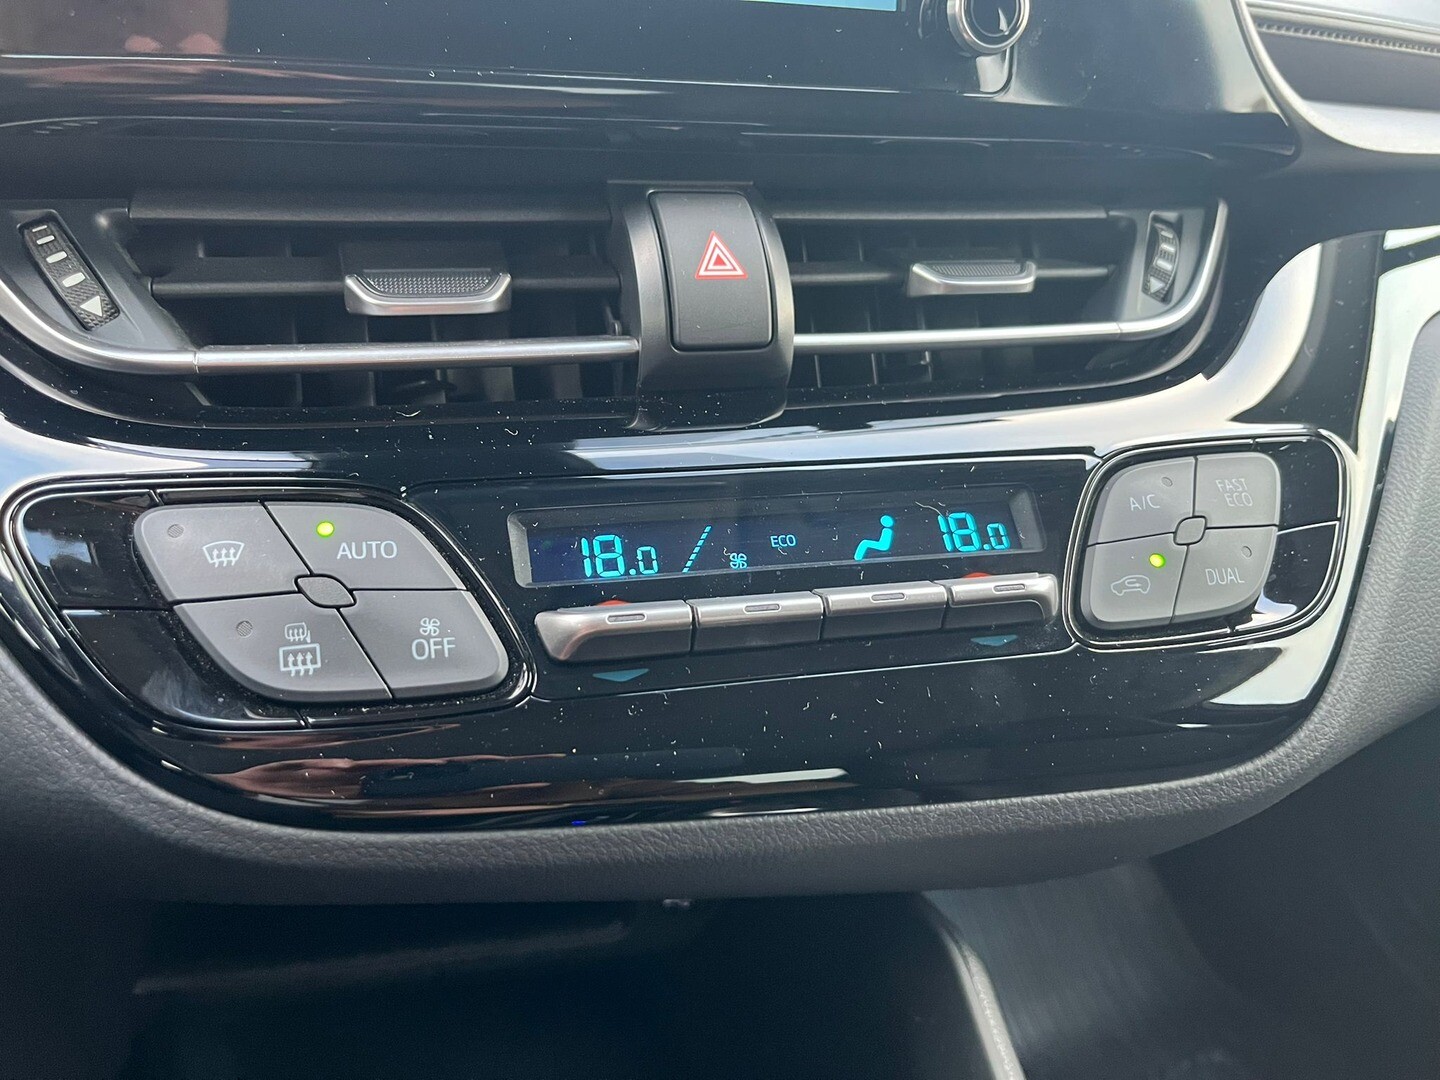 18.0
ECO
18.0
AUTO
OFF
A/C
FAST
ECO
DUAL